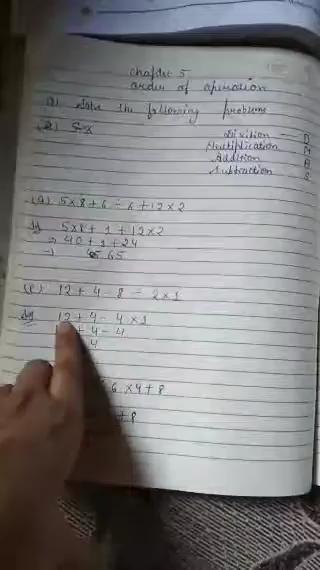 chapter 5
order of operation
Q) solve the following problems
Division — D
Multiplication M
Addition A
Subtraction S
(a) 5×8+6÷6+12×2
5×8+1+12×2
→ 40+1+24
→ 65
(c) 12+4-8÷2×1
12+4-4×1
+4-4
4
6×4+8
+8